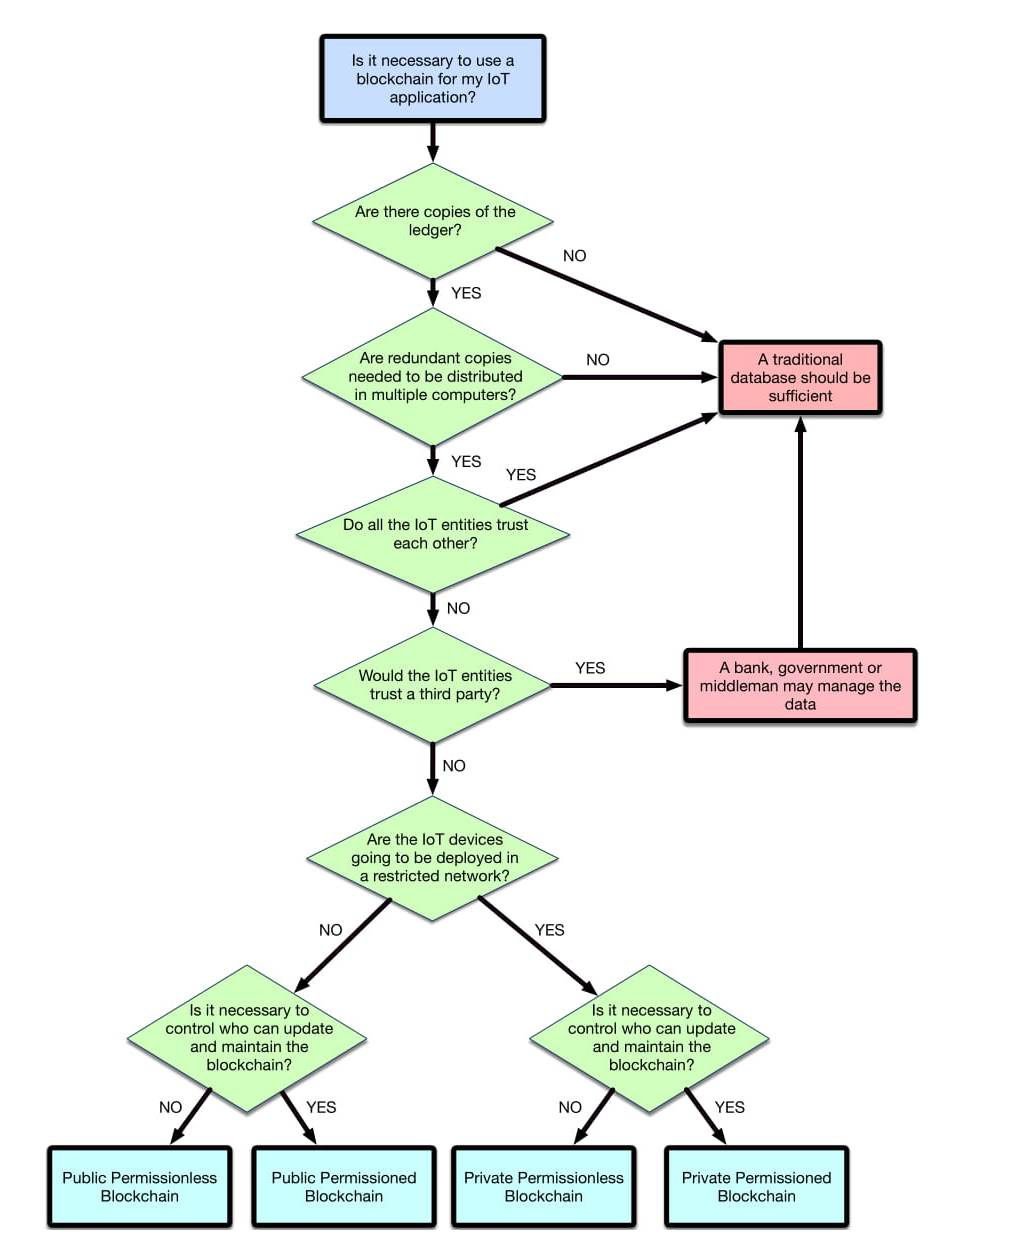 Is it necessary to use a
blockchain for my IoT
application?
Are there copies of the
ledger?
NO
YES
Are redundant copies
needed to be distributed
in multiple computers?
NO
A traditional
database should be
sufficient
YES
YES
Do all the IoT entities trust
each other?
NO
Would the IoT entities
trust a third party?
YES
A bank, government or
middleman may manage the
data
NO
Are the IoT devices
going to be deployed in
a restricted network?
NO
YES
Is it necessary to
control who can update
and maintain the
blockchain?
Is it necessary to
control who can update
and maintain the
blockchain?
NO
YES
NO
YES
Public Permissionless
Blockchain
Public Permissioned
Blockchain
Private Permissionless
Blockchain
Private Permissioned
Blockchain